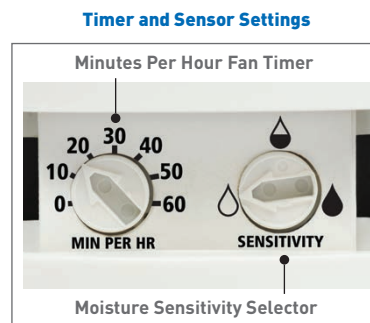 Timer and Sensor Settings
Minutes Per Hour Fan Timer
0 10 20 30 40 50 60
MIN PER HR
SENSITIVITY
Moisture Sensitivity Selector